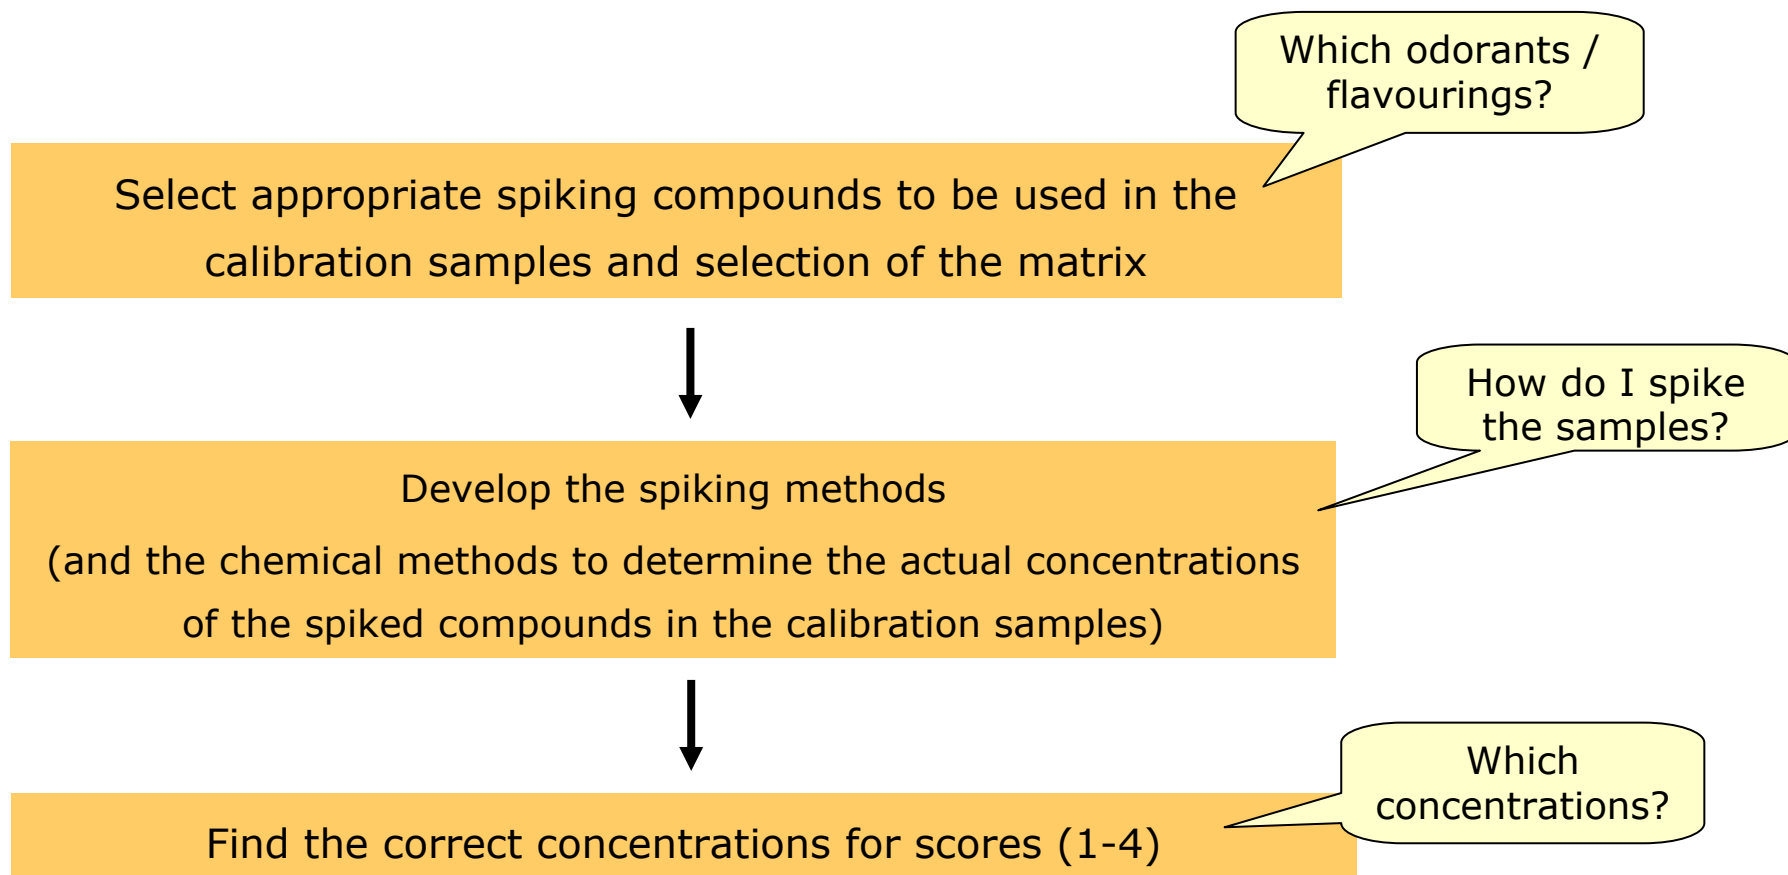 Which odorants /
flavourings?
Select appropriate spiking compounds to be used in the
calibration samples and selection of the matrix
How do I spike
the samples?
Develop the spiking methods
(and the chemical methods to determine the actual concentrations
of the spiked compounds in the calibration samples)
Which
concentrations?
Find the correct concentrations for scores (1-4)